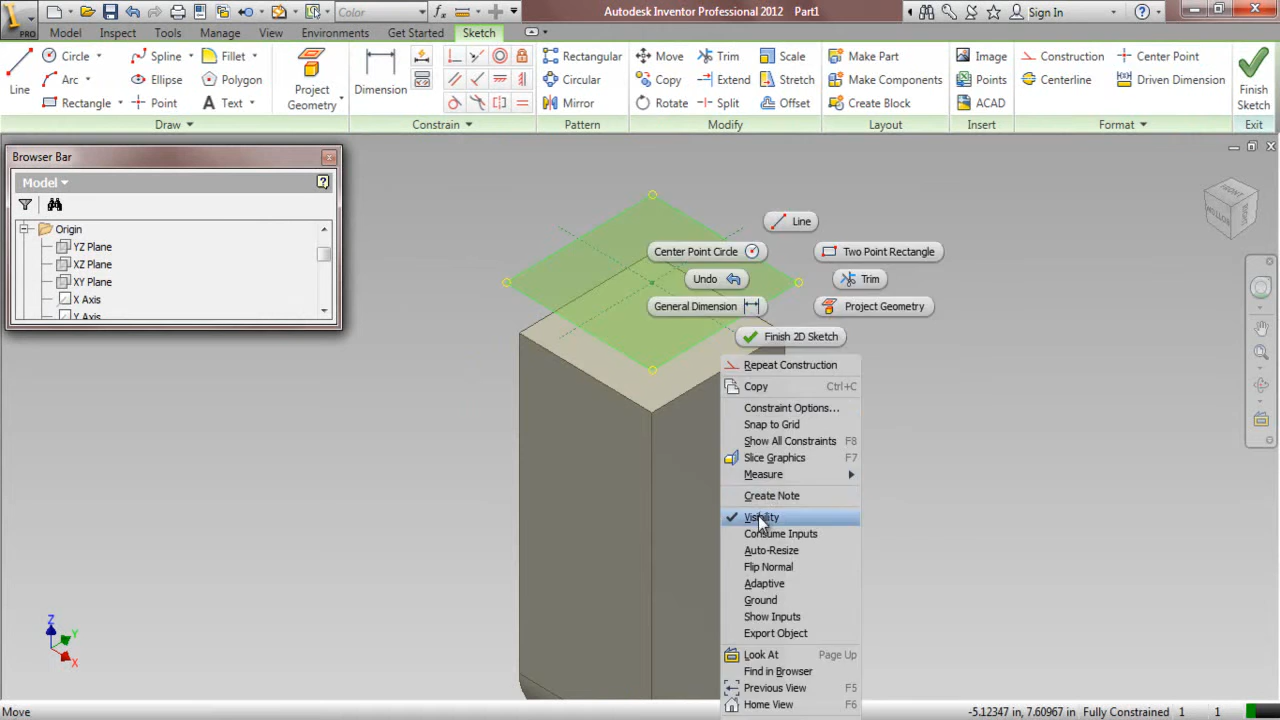 Color
Autodesk Inventor Professional 2012 Part1
Sign In
PRO
Model Inspect Tools Manage View Environments Get Started Sketch
Line
Circle Spline Fillet
Arc Ellipse Polygon
Rectangle Point Text
Project Geometry
Dimension
Rectangular
Circular
Mirror
Move Trim Scale
Copy Extend Stretch
Rotate Split Offset
Make Part
Make Components
Create Block
Image
Points
ACAD
Construction Center Point
Centerline Driven Dimension
Finish Sketch
Draw Constrain Pattern Modify Layout Insert Format Exit
Browser Bar
Model
Origin
YZ Plane
XZ Plane
XY Plane
X Axis
Y Axis
Line
Center Point Circle Two Point Rectangle
Undo Trim
General Dimension Project Geometry
Finish 2D Sketch
Repeat Construction
Copy Ctrl+C
Constraint Options...
Snap to Grid
Show All Constraints F8
Slice Graphics F7
Measure
Create Note
Visibility
Consume Inputs
Auto-Resize
Flip Normal
Adaptive
Ground
Show Inputs
Export Object
Look At Page Up
Find in Browser
Previous View F5
Home View F6
Z
Y
X
Move
-5.12347 in, 7.60967 in Fully Constrained 1 1